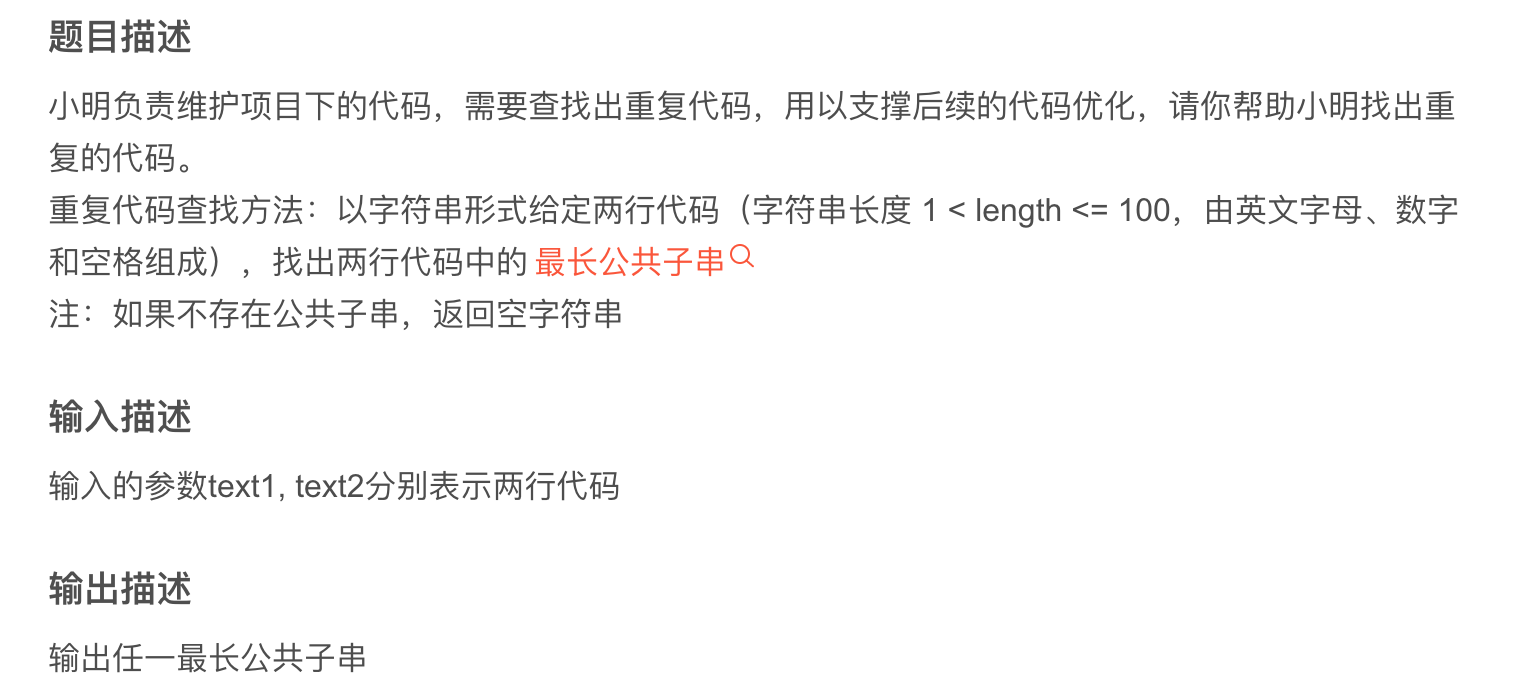 题目描述
小明负责维护项目下的代码，需要查找出重复代码，用以支撑后续的代码优化，请你帮助小明找出重
复的代码。
重复代码查找方法：以字符串形式给定两行代码（字符串长度 1 < length <= 100，由英文字母、数字
和空格组成），找出两行代码中的 最长公共子串
注：如果不存在公共子串，返回空字符串
输入描述
输入的参数text1, text2分别表示两行代码
输出描述
输出任一最长公共子串